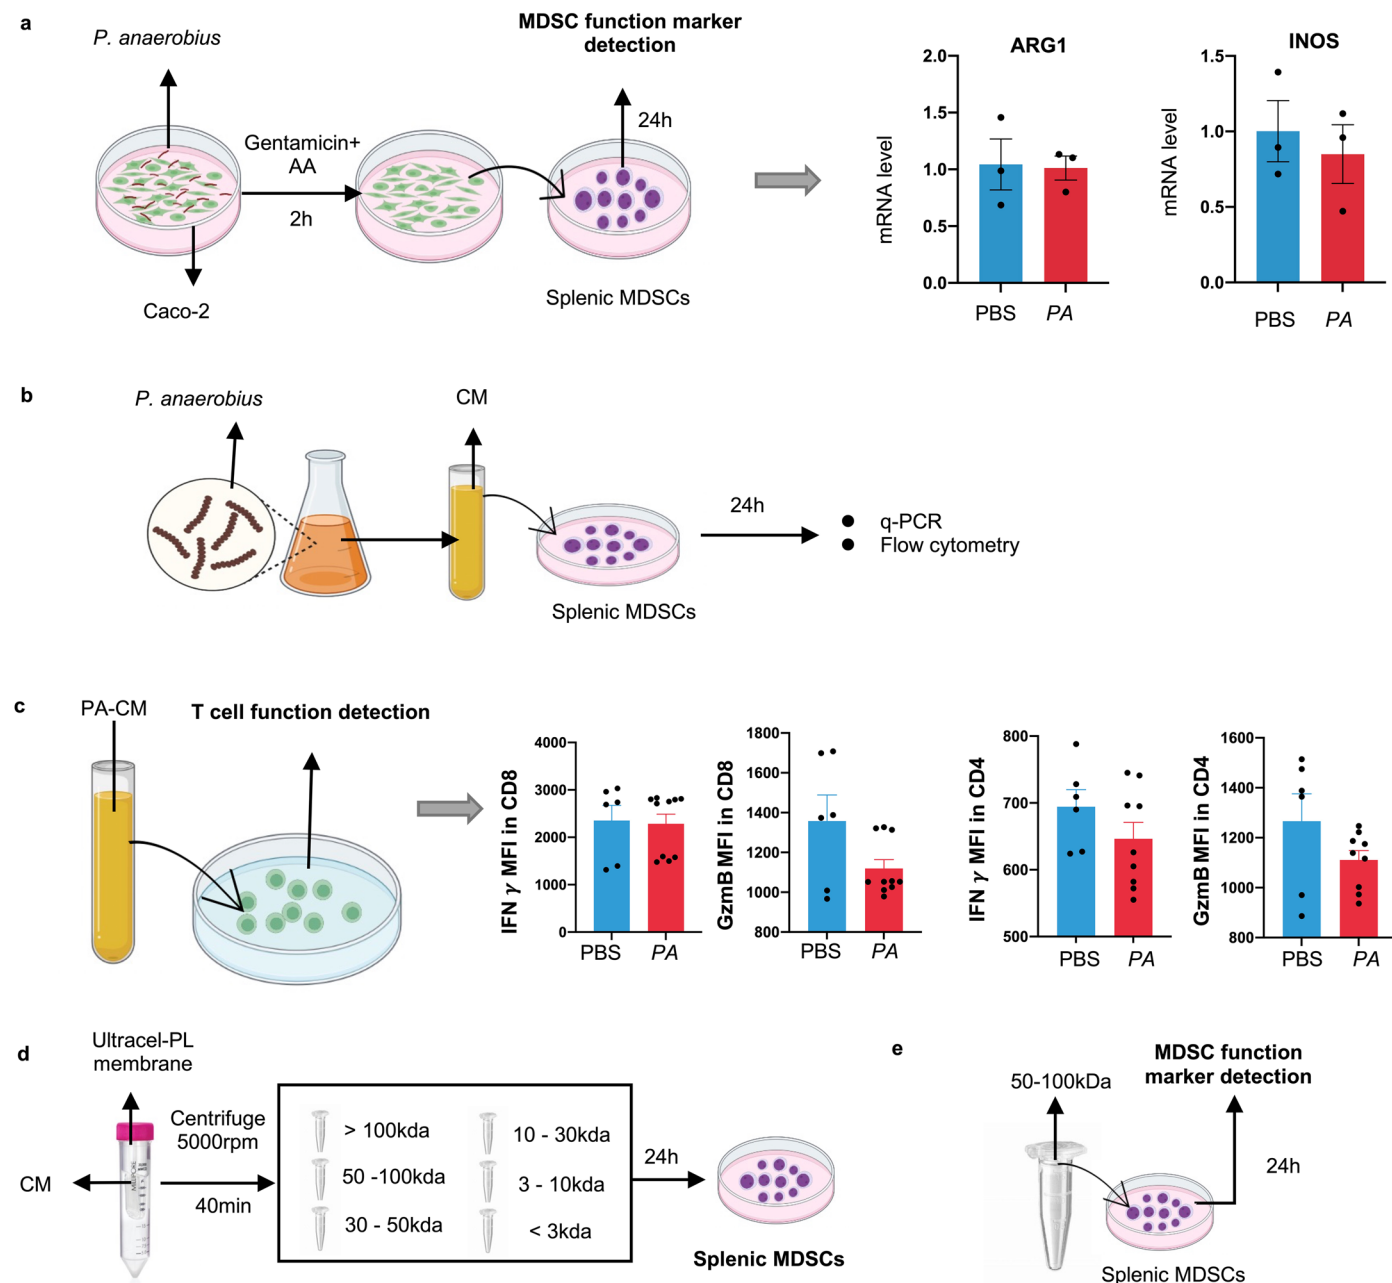 a
P. anaerobius
Gentamicin+
AA
2h
Caco-2
MDSC function marker
detection
24h
Splenic MDSCs
ARG1
mRNA level
2.0
1.5
1.0
0.5
0.0
PBS
PA
INOS
mRNA level
1.5
1.0
0.5
0.0
PBS
PA
b
P. anaerobius
CM
Splenic MDSCs
24h
q-PCR
Flow cytometry
c
PA-CM
T cell function detection
IFN γ MFI in CD8
4000
3000
2000
1000
0
PBS
PA
GzmB MFI in CD8
1800
1600
1400
1200
1000
800
PBS
PA
IFN γ MFI in CD4
800
700
600
500
PBS
PA
GzmB MFI in CD4
1600
1400
1200
1000
800
PBS
PA
d
Ultracel-PL
membrane
CM
Centrifuge
5000rpm
40min
> 100kda
50 -100kda
30 - 50kda
10 - 30kda
3 - 10kda
< 3kda
24h
Splenic MDSCs
e
50-100kDa
MDSC function
marker detection
24h
Splenic MDSCs